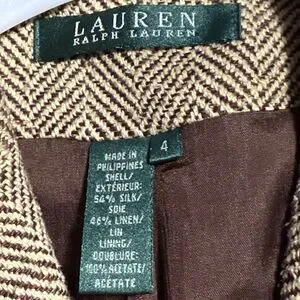 LAUREN
RALPH LAUREN
4
MADE IN
PHILIPPINES
SHELL/
EXTÉRIEUR:
54% SILK/
SOIE
46% LINEN/
LIN
LINING/
DOUBLURE:
100% ACETATE/
ACÉTATE